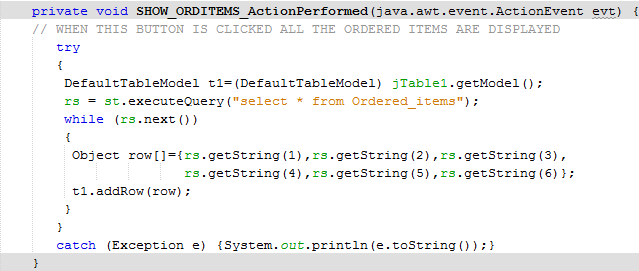 private void SHOW_ORDITEMS_ActionPerformed(java.awt.event.ActionEvent evt) {
// WHEN THIS BUTTON IS CLICKED ALL THE ORDERED ITEMS ARE DISPLAYED
try
{
DefaultTableModel t1=(DefaultTableModel) jTable1.getModel();
rs = st.executeQuery("select * from Ordered_items");
while (rs.next())
{
Object row[]={rs.getString(1),rs.getString(2),rs.getString(3),
rs.getString(4),rs.getString(5),rs.getString(6)};
t1.addRow(row);
}
}
catch (Exception e) {System.out.println(e.toString());}
}